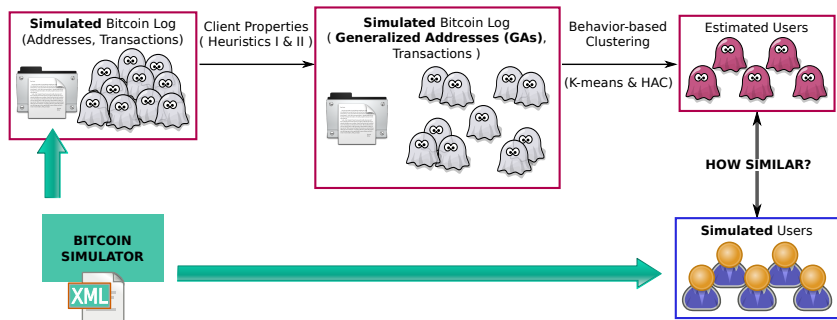 Simulated Bitcoin Log
(Addresses, Transactions)
Client Properties
( Heuristics I & II )
Simulated Bitcoin Log
( Generalized Addresses (GAs),
Transactions )
Behavior-based
Clustering
(K-means & HAC)
Estimated Users
HOW SIMILAR?
BITCOIN
SIMULATOR
XML
Simulated Users